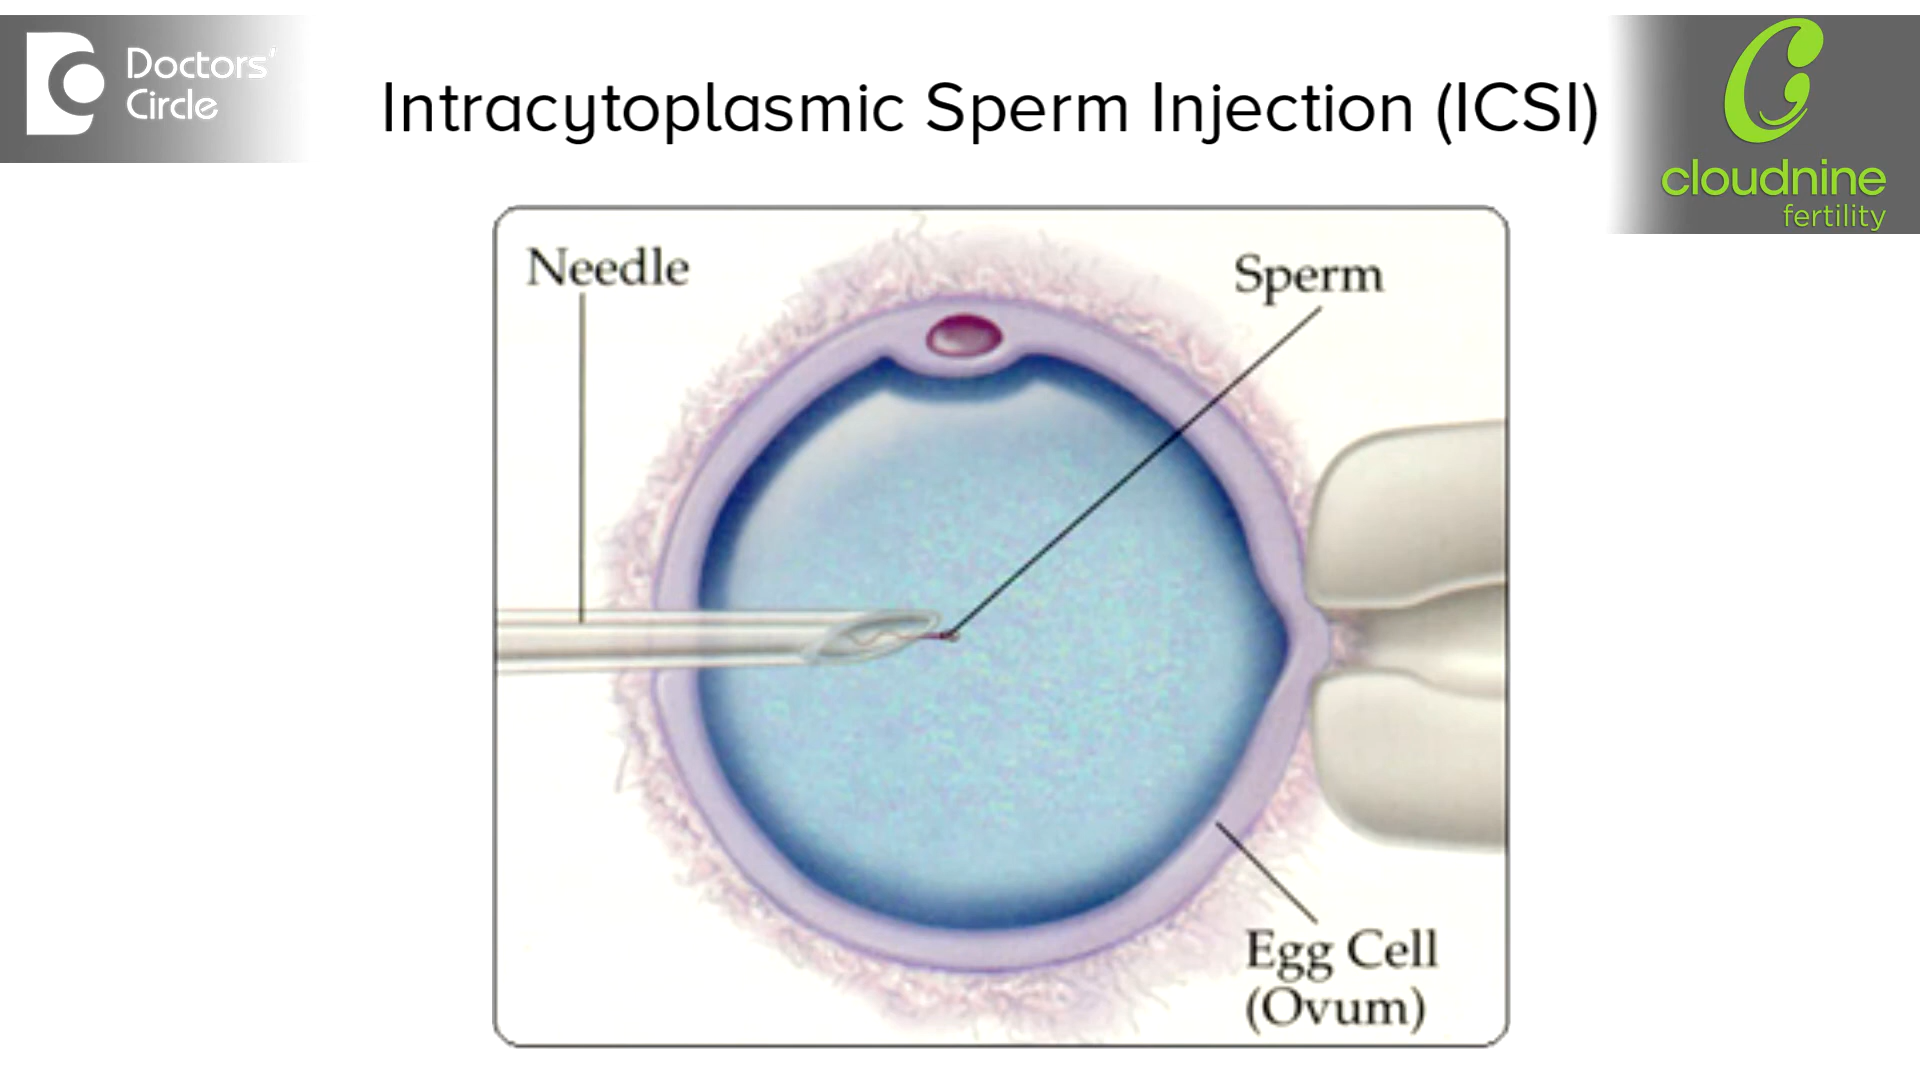 Doctors'
Circle
Intracytoplasmic Sperm Injection (ICSI)
cloudnine
fertility
Needle
Sperm
Egg Cell
(Ovum)